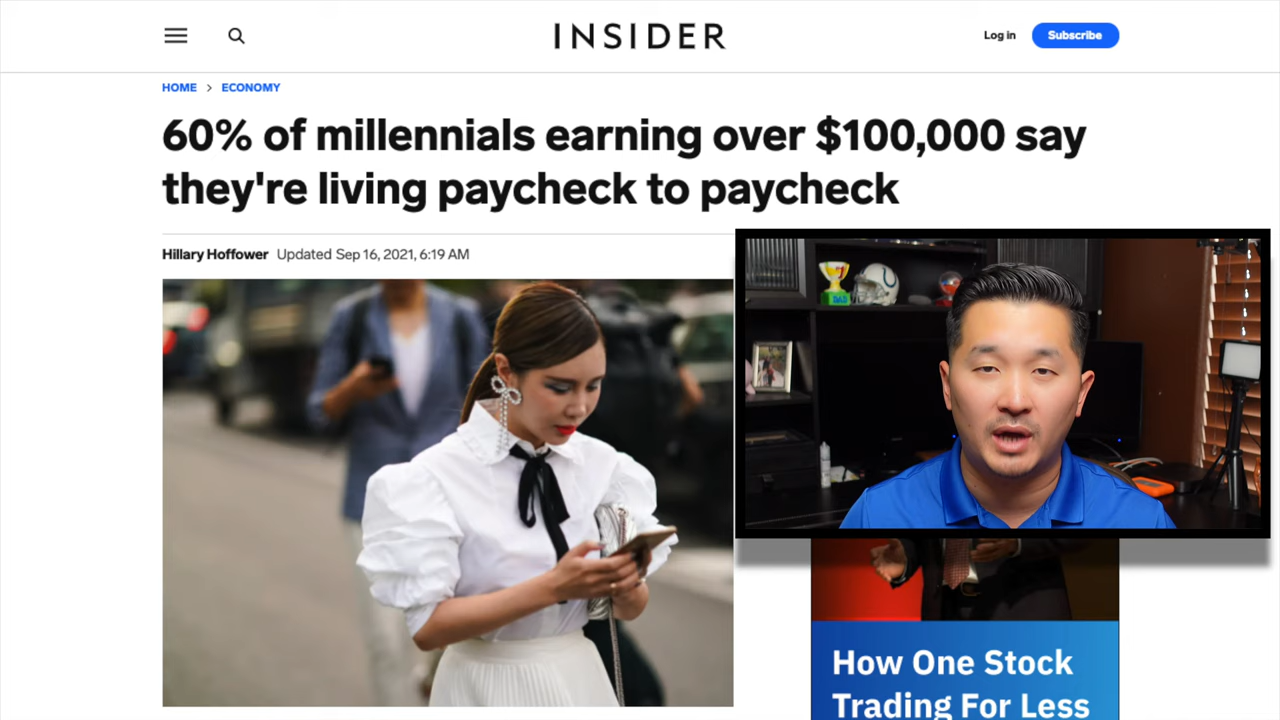 INSIDER
Log in
Subscribe
HOME > ECONOMY
60% of millennials earning over $100,000 say
they're living paycheck to paycheck
Hillary Hoffower Updated Sep 16, 2021, 6:19 AM
DAD
How One Stock
Trading For Less